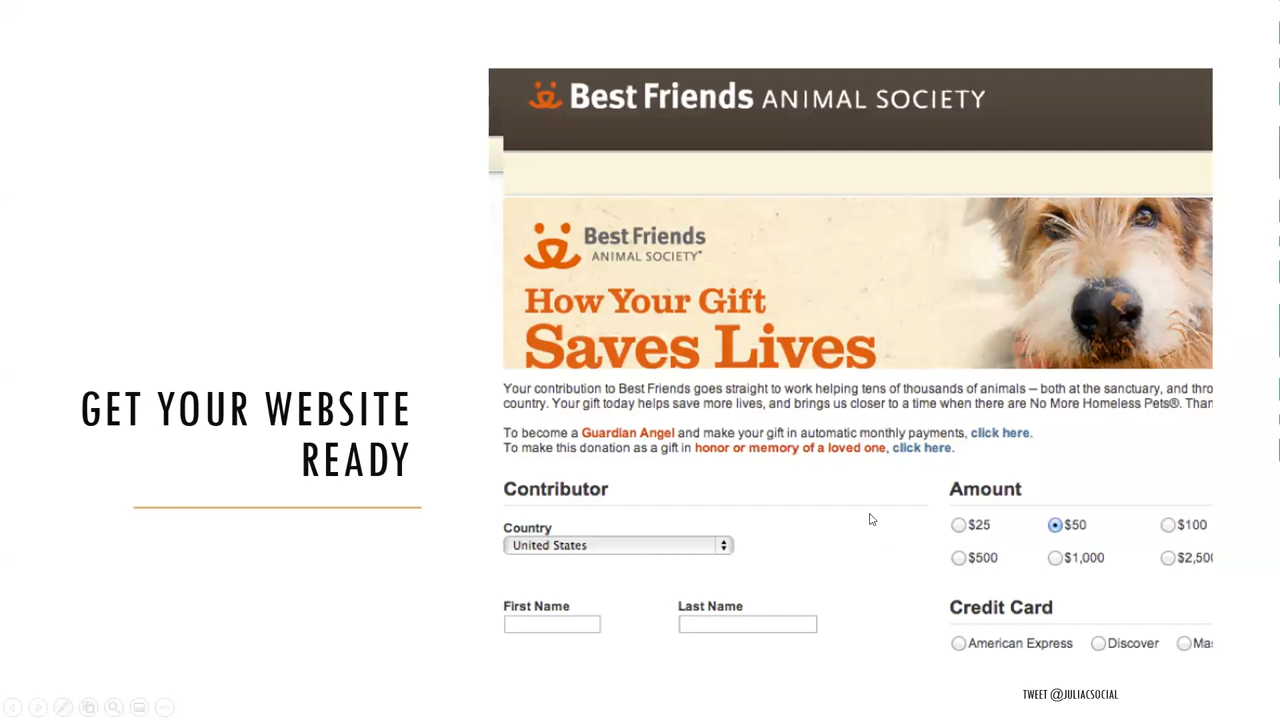 GET YOUR WEBSITE
READY
Best Friends ANIMAL SOCIETY
Best Friends
ANIMAL SOCIETY
How Your Gift
Saves Lives
Your contribution to Best Friends goes straight to work helping tens of thousands of animals – both at the sanctuary, and thro
country. Your gift today helps save more lives, and brings us closer to a time when there are No More Homeless Pets®. Than
To become a Guardian Angel and make your gift in automatic monthly payments, click here.
To make this donation as a gift in honor or memory of a loved one, click here.
Contributor
Country
United States
First Name Last Name
Amount
$25 $50 $100
$500 $1,000 $2,500
Credit Card
American Express Discover Mas
TWEET @JULIACSOCIAL